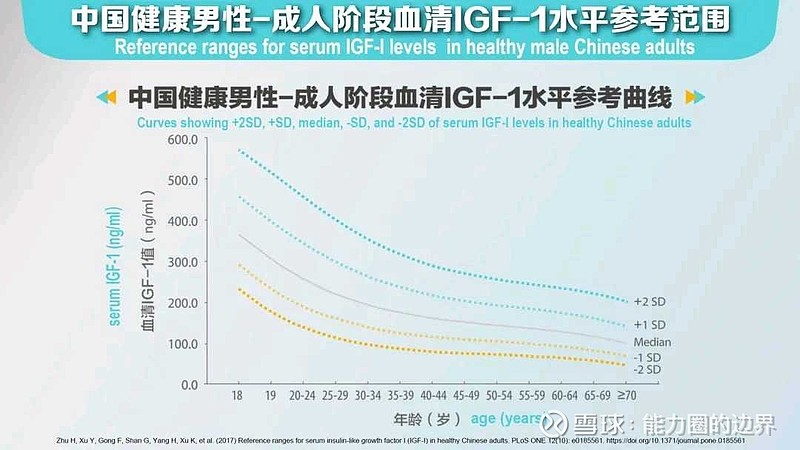 中国健康男性-成人阶段血清IGF-1水平参考范围
Reference ranges for serum IGF-I levels in healthy male Chinese adults
中国健康男性-成人阶段血清IGF-1水平参考曲线
Curves showing +2SD, +SD, median, -SD, and -2SD of serum IGF-I levels in healthy Chinese adults
serum IGF-1 (ng/ml)
血清IGF-1值（ng/ml）
600.0
500.0
400.0
300.0
200.0
100.0
0.0
+2 SD
+1 SD
Median
-1 SD
-2 SD
18 19 20-24 25-29 30-34 35-39 40-44 45-49 50-54 55-59 60-64 65-69 ≥70
年龄（岁） age (years)
雪球：能力圈的边界
Zhu H, Xu Y, Gong F, Shan G, Yang H, Xu K, et al. (2017) Reference ranges for serum insulin-like growth factor I (IGF-I) in healthy Chinese adults. PLoS ONE 12(10): e0185561. https://doi.org/10.1371/journal.pone.0185561